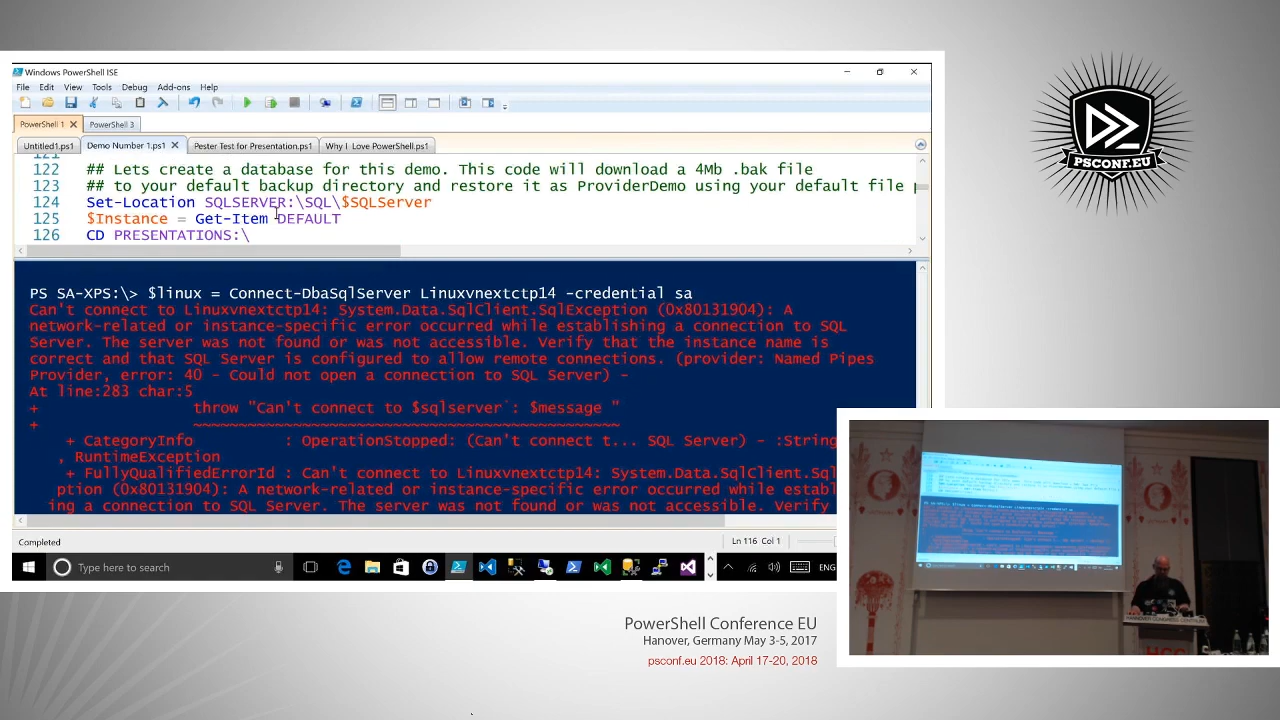 Windows PowerShell ISE
File Edit View Tools Debug Add-ons Help
PowerShell 1 PowerShell 3
Untitled1.ps1 Demo Number 1.ps1 Pester Test for Presentation.ps1 Why I Love PowerShell.ps1
121
122 ## Lets create a database for this demo. This code will download a 4Mb .bak file
123 ## to your default backup directory and restore it as ProviderDemo using your default file p
124 Set-Location SQLSERVER:\SQL\$SQLServer
125 $Instance = Get-Item DEFAULT
126 CD PRESENTATIONS:\
PS SA-XPS:\> $linux = Connect-DbaSqlServer Linuxvnextctp14 -credential sa
Can't connect to Linuxvnextctp14: System.Data.SqlClient.SqlException (0x80131904): A
network-related or instance-specific error occurred while establishing a connection to SQL
Server. The server was not found or was not accessible. Verify that the instance name is
correct and that SQL Server is configured to allow remote connections. (provider: Named Pipes
Provider, error: 40 - Could not open a connection to SQL Server) -
At line:283 char:5
+ throw "Can't connect to $sqlserver`: $message "
+ ~~~~~~~~~~~~~~~~~~~~~~~~~~~~~~~~~~~~~~~~~~~~~~~
+ CategoryInfo : OperationStopped: (Can't connect t... SQL Server) - :String
, RuntimeException
+ FullyQualifiedErrorId : Can't connect to Linuxvnextctp14: System.Data.SqlClient.Sql
ption (0x80131904): A network-related or instance-specific error occurred while establ
ing a connection to SQL Server. The server was not found or was not accessible. Verify
Completed Ln 116 Col 1
Type here to search ENG
PSCONF.EU
PowerShell Conference EU
Hanover, Germany May 3-5, 2017
psconf.eu 2018: April 17-20, 2018
HANNOVER CONGRESS CENTRUM
HCC